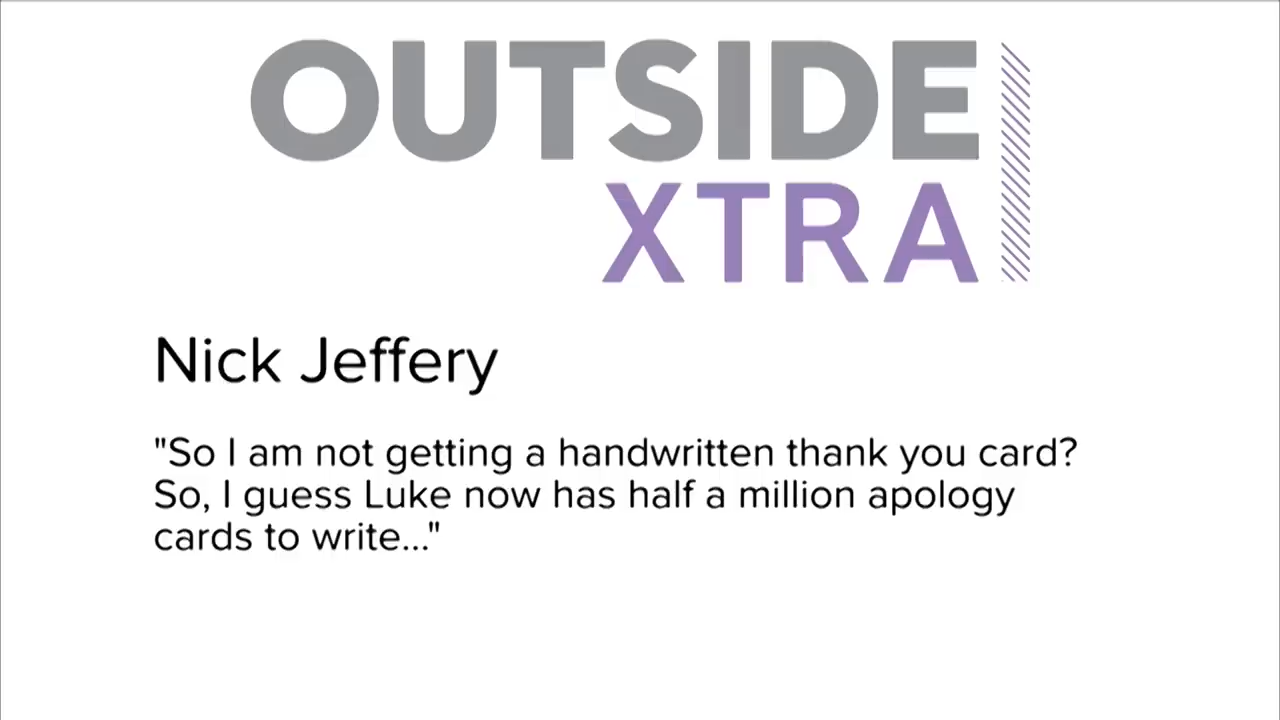 OUTSIDE
XTRA
Nick Jeffery
"So I am not getting a handwritten thank you card?
So, I guess Luke now has half a million apology
cards to write..."